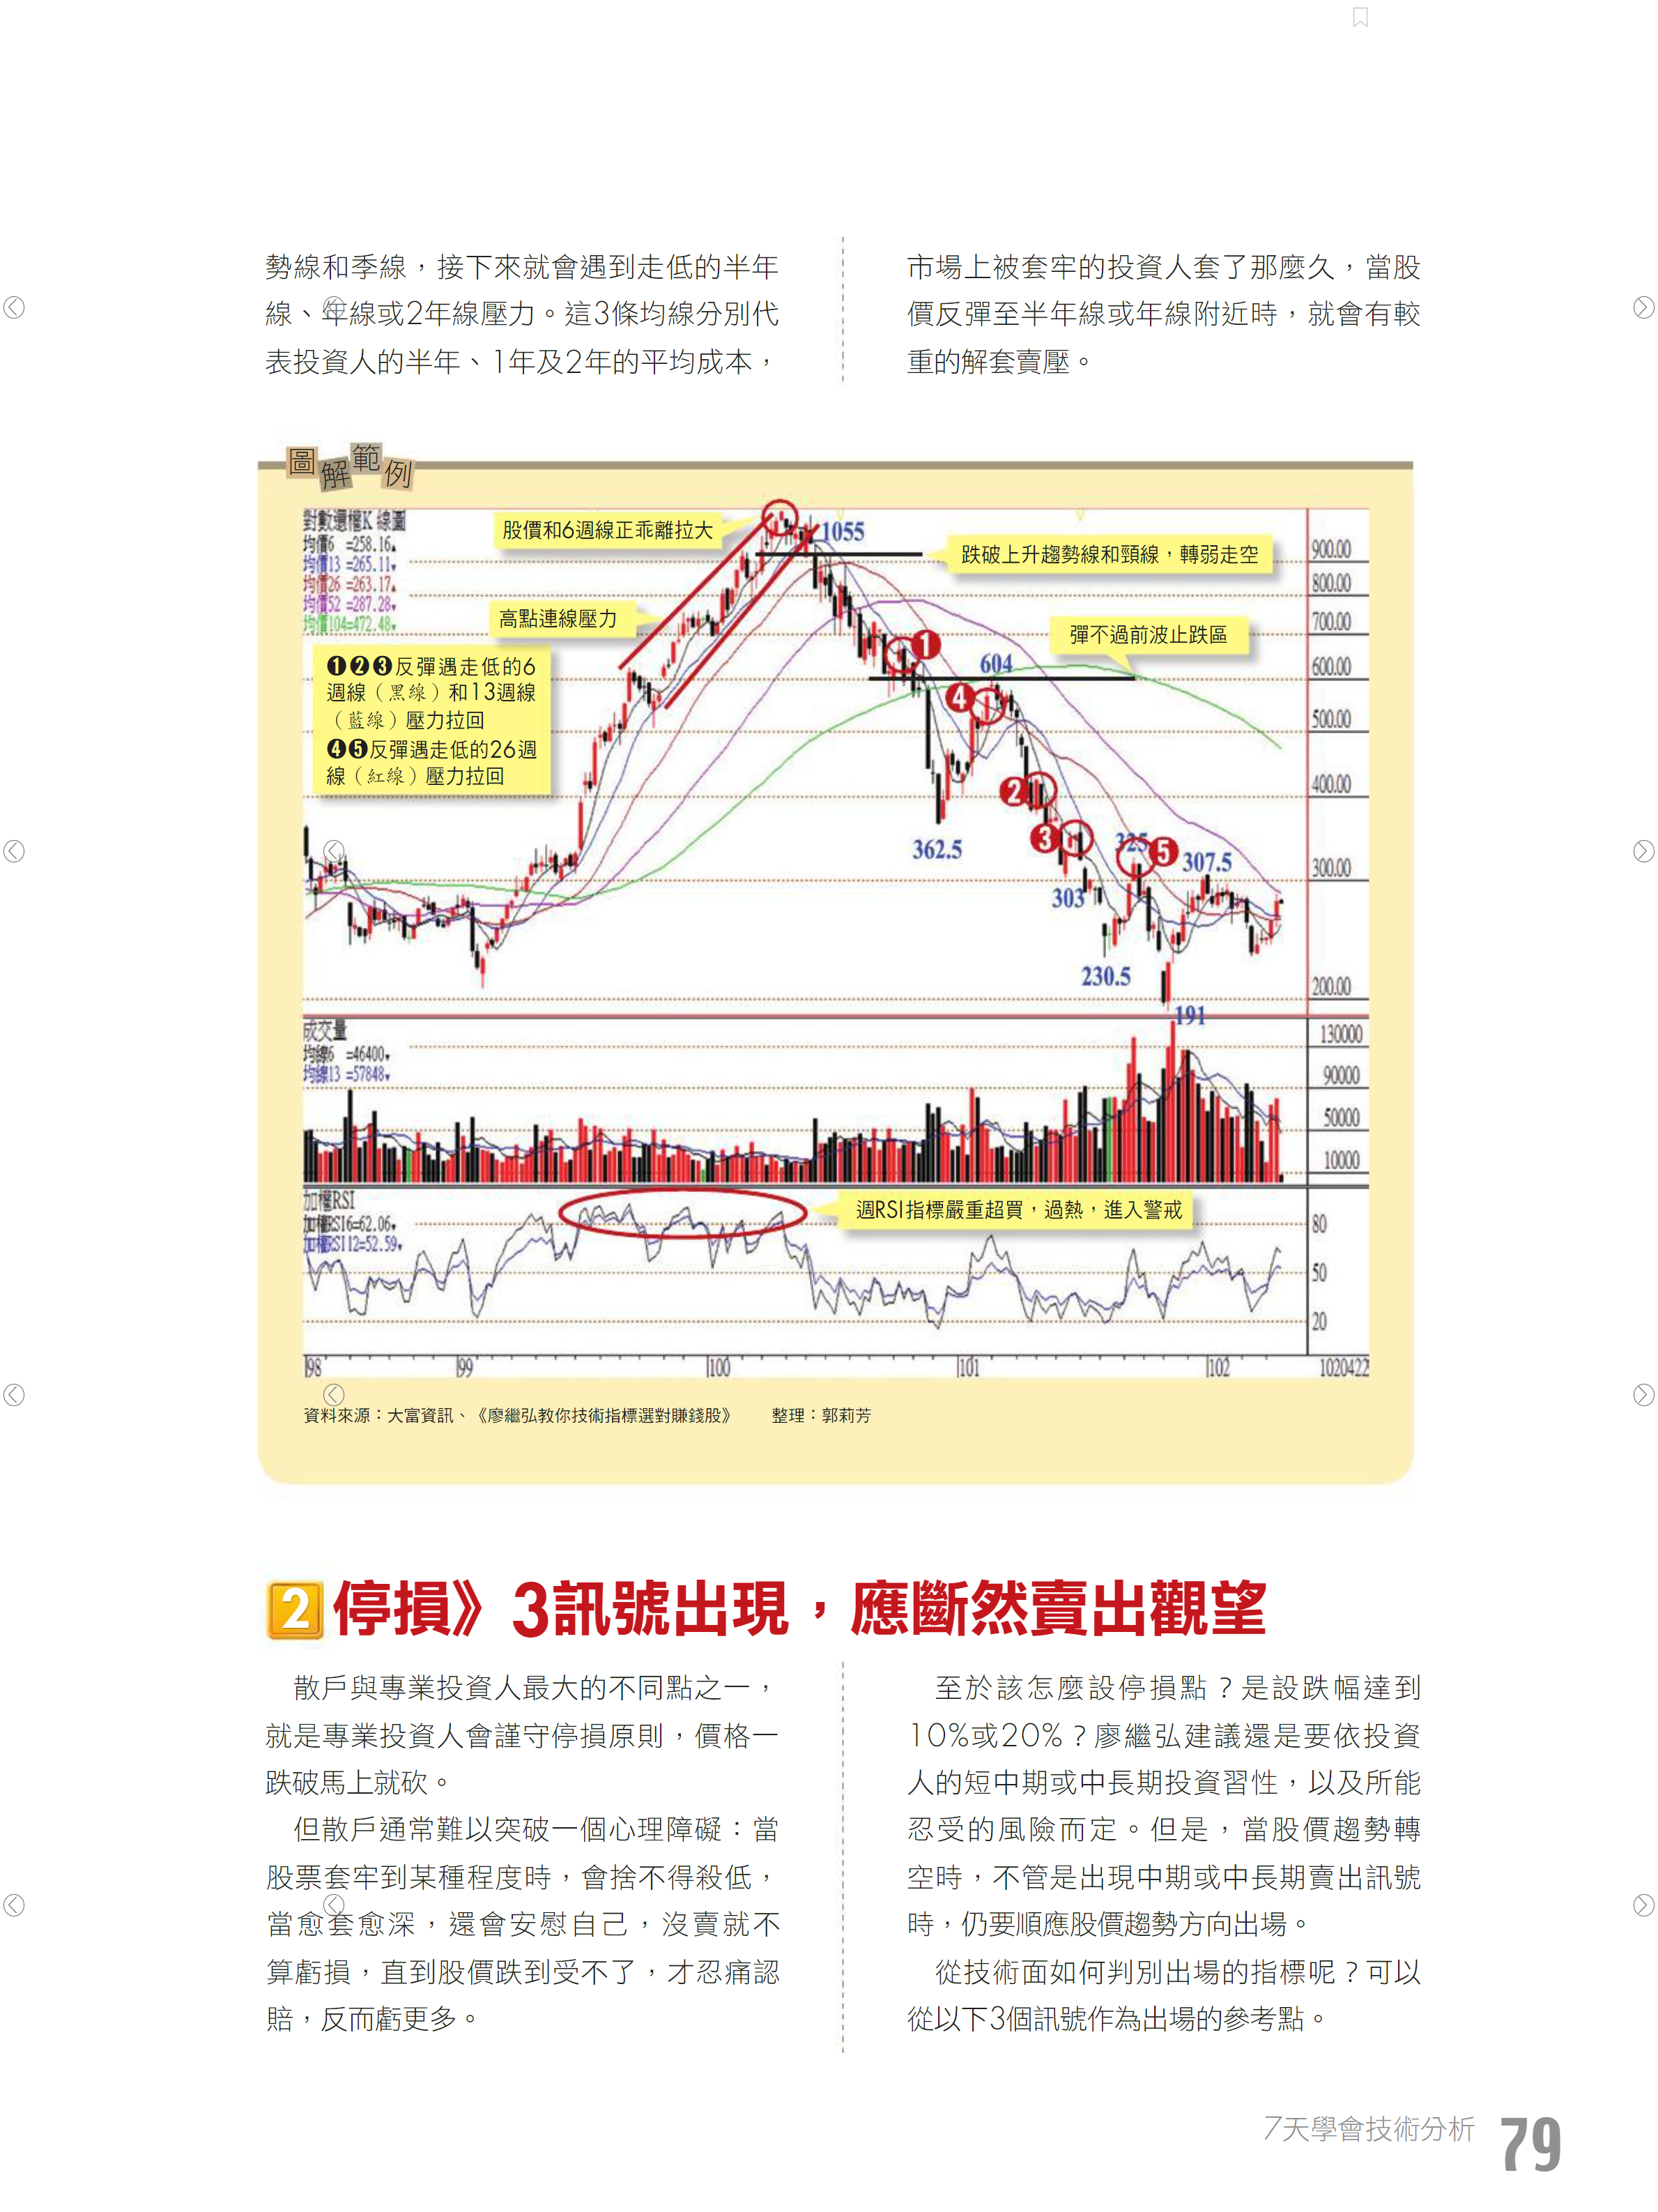 勢線和季線，接下來就會遇到走低的半年
線、年線或2年線壓力。這3條均線分別代
表投資人的半年、1年及2年的平均成本，
市場上被套牢的投資人套了那麼久，當股
價反彈至半年線或年線附近時，就會有較
重的解套賣壓。
圖解範例
對數還權K 線圖
均價6 =258.16▲
均價13 =265.11▼
均價26 =263.17▲
均價52 =287.28▼
均價104=472.48▼
股價和6週線正乖離拉大
1055
跌破上升趨勢線和頸線，轉弱走空
高點連線壓力
彈不過前波止跌區
❶❷❸反彈遇走低的6
週線（黑線）和13週線
（藍線）壓力拉回
❹❺反彈遇走低的26週
線（紅線）壓力拉回
❶
604
❹
❷
❸
362.5
325
❺
307.5
303
230.5
191
900.00
800.00
700.00
600.00
500.00
400.00
300.00
200.00
成交量
均線6 =46400▼
均線13 =57848▼
130000
90000
50000
10000
加權RSI
加權RSI6=62.06▼
加權RSI12=52.59▼
週RSI指標嚴重超買，過熱，進入警戒
80
50
20
98
99
100
101
102
1020422
資料來源：大富資訊、《廖繼弘教你技術指標選對賺錢股》　　整理：郭莉芳
2 停損》3訊號出現，應斷然賣出觀望
散戶與專業投資人最大的不同點之一，
就是專業投資人會謹守停損原則，價格一
跌破馬上就砍。
但散戶通常難以突破一個心理障礙：當
股票套牢到某種程度時，會捨不得殺低，
當愈套愈深，還會安慰自己，沒賣就不
算虧損，直到股價跌到受不了，才忍痛認
賠，反而虧更多。
至於該怎麼設停損點？是設跌幅達到
10%或20%？廖繼弘建議還是要依投資
人的短中期或中長期投資習性，以及所能
忍受的風險而定。但是，當股價趨勢轉
空時，不管是出現中期或中長期賣出訊號
時，仍要順應股價趨勢方向出場。
從技術面如何判別出場的指標呢？可以
從以下3個訊號作為出場的參考點。
7天學會技術分析 79